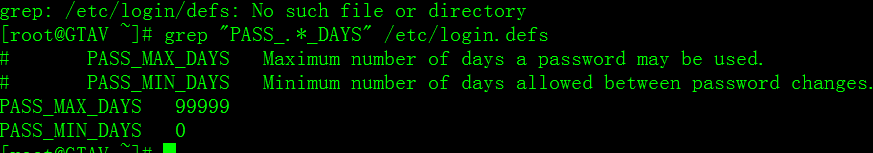 grep: /etc/login/defs: No such file or directory
[root@GTAV ~]# grep "PASS_.*_DAYS" /etc/login.defs
#       PASS_MAX_DAYS   Maximum number of days a password may be used.
#       PASS_MIN_DAYS   Minimum number of days allowed between password changes.
PASS_MAX_DAYS   99999
PASS_MIN_DAYS   0
[root@GTAV ~]#